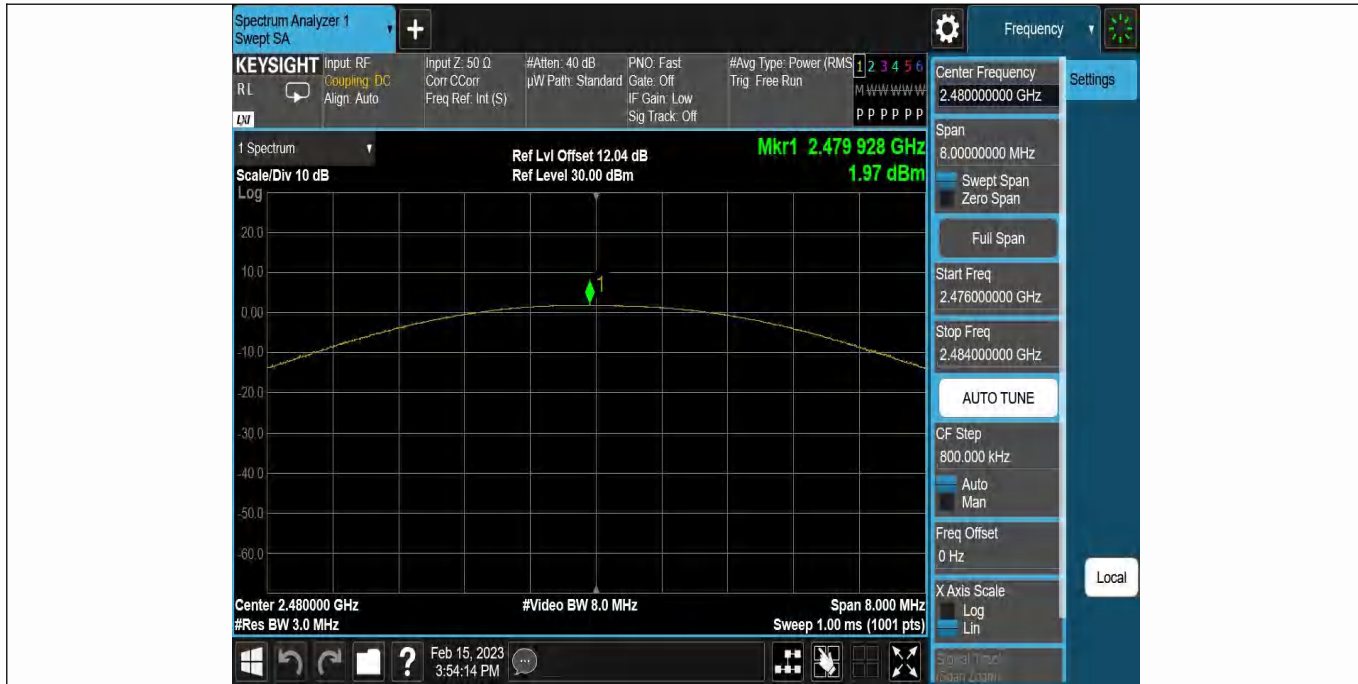 Spectrum Analyzer 1
Swept SA
+
Frequency
KEYSIGHT
RL
LXI
Input: RF
Coupling: DC
Align: Auto
Input Z: 50 Ω
Corr CCorr
Freq Ref: Int (S)
#Atten: 40 dB
µW Path: Standard
PNO: Fast
Gate: Off
IF Gain: Low
Sig Track: Off
#Avg Type: Power (RMS
Trig: Free Run
1 2 3 4 5 6
M W W W W W
P P P P P P
1 Spectrum
Scale/Div 10 dB
Ref Lvl Offset 12.04 dB
Ref Level 30.00 dBm
Mkr1 2.479 928 GHz
1.97 dBm
Log
20.0
10.0
0.00
-10.0
-20.0
-30.0
-40.0
-50.0
-60.0
1
Center 2.480000 GHz
#Res BW 3.0 MHz
#Video BW 8.0 MHz
Span 8.000 MHz
Sweep 1.00 ms (1001 pts)
Center Frequency
2.480000000 GHz
Settings
Span
8.00000000 MHz
Swept Span
Zero Span
Full Span
Start Freq
2.476000000 GHz
Stop Freq
2.484000000 GHz
AUTO TUNE
CF Step
800.000 kHz
Auto
Man
Freq Offset
0 Hz
X Axis Scale
Log
Lin
Signal Track
(Span Zoom)
Local
?
Feb 15, 2023
3:54:14 PM